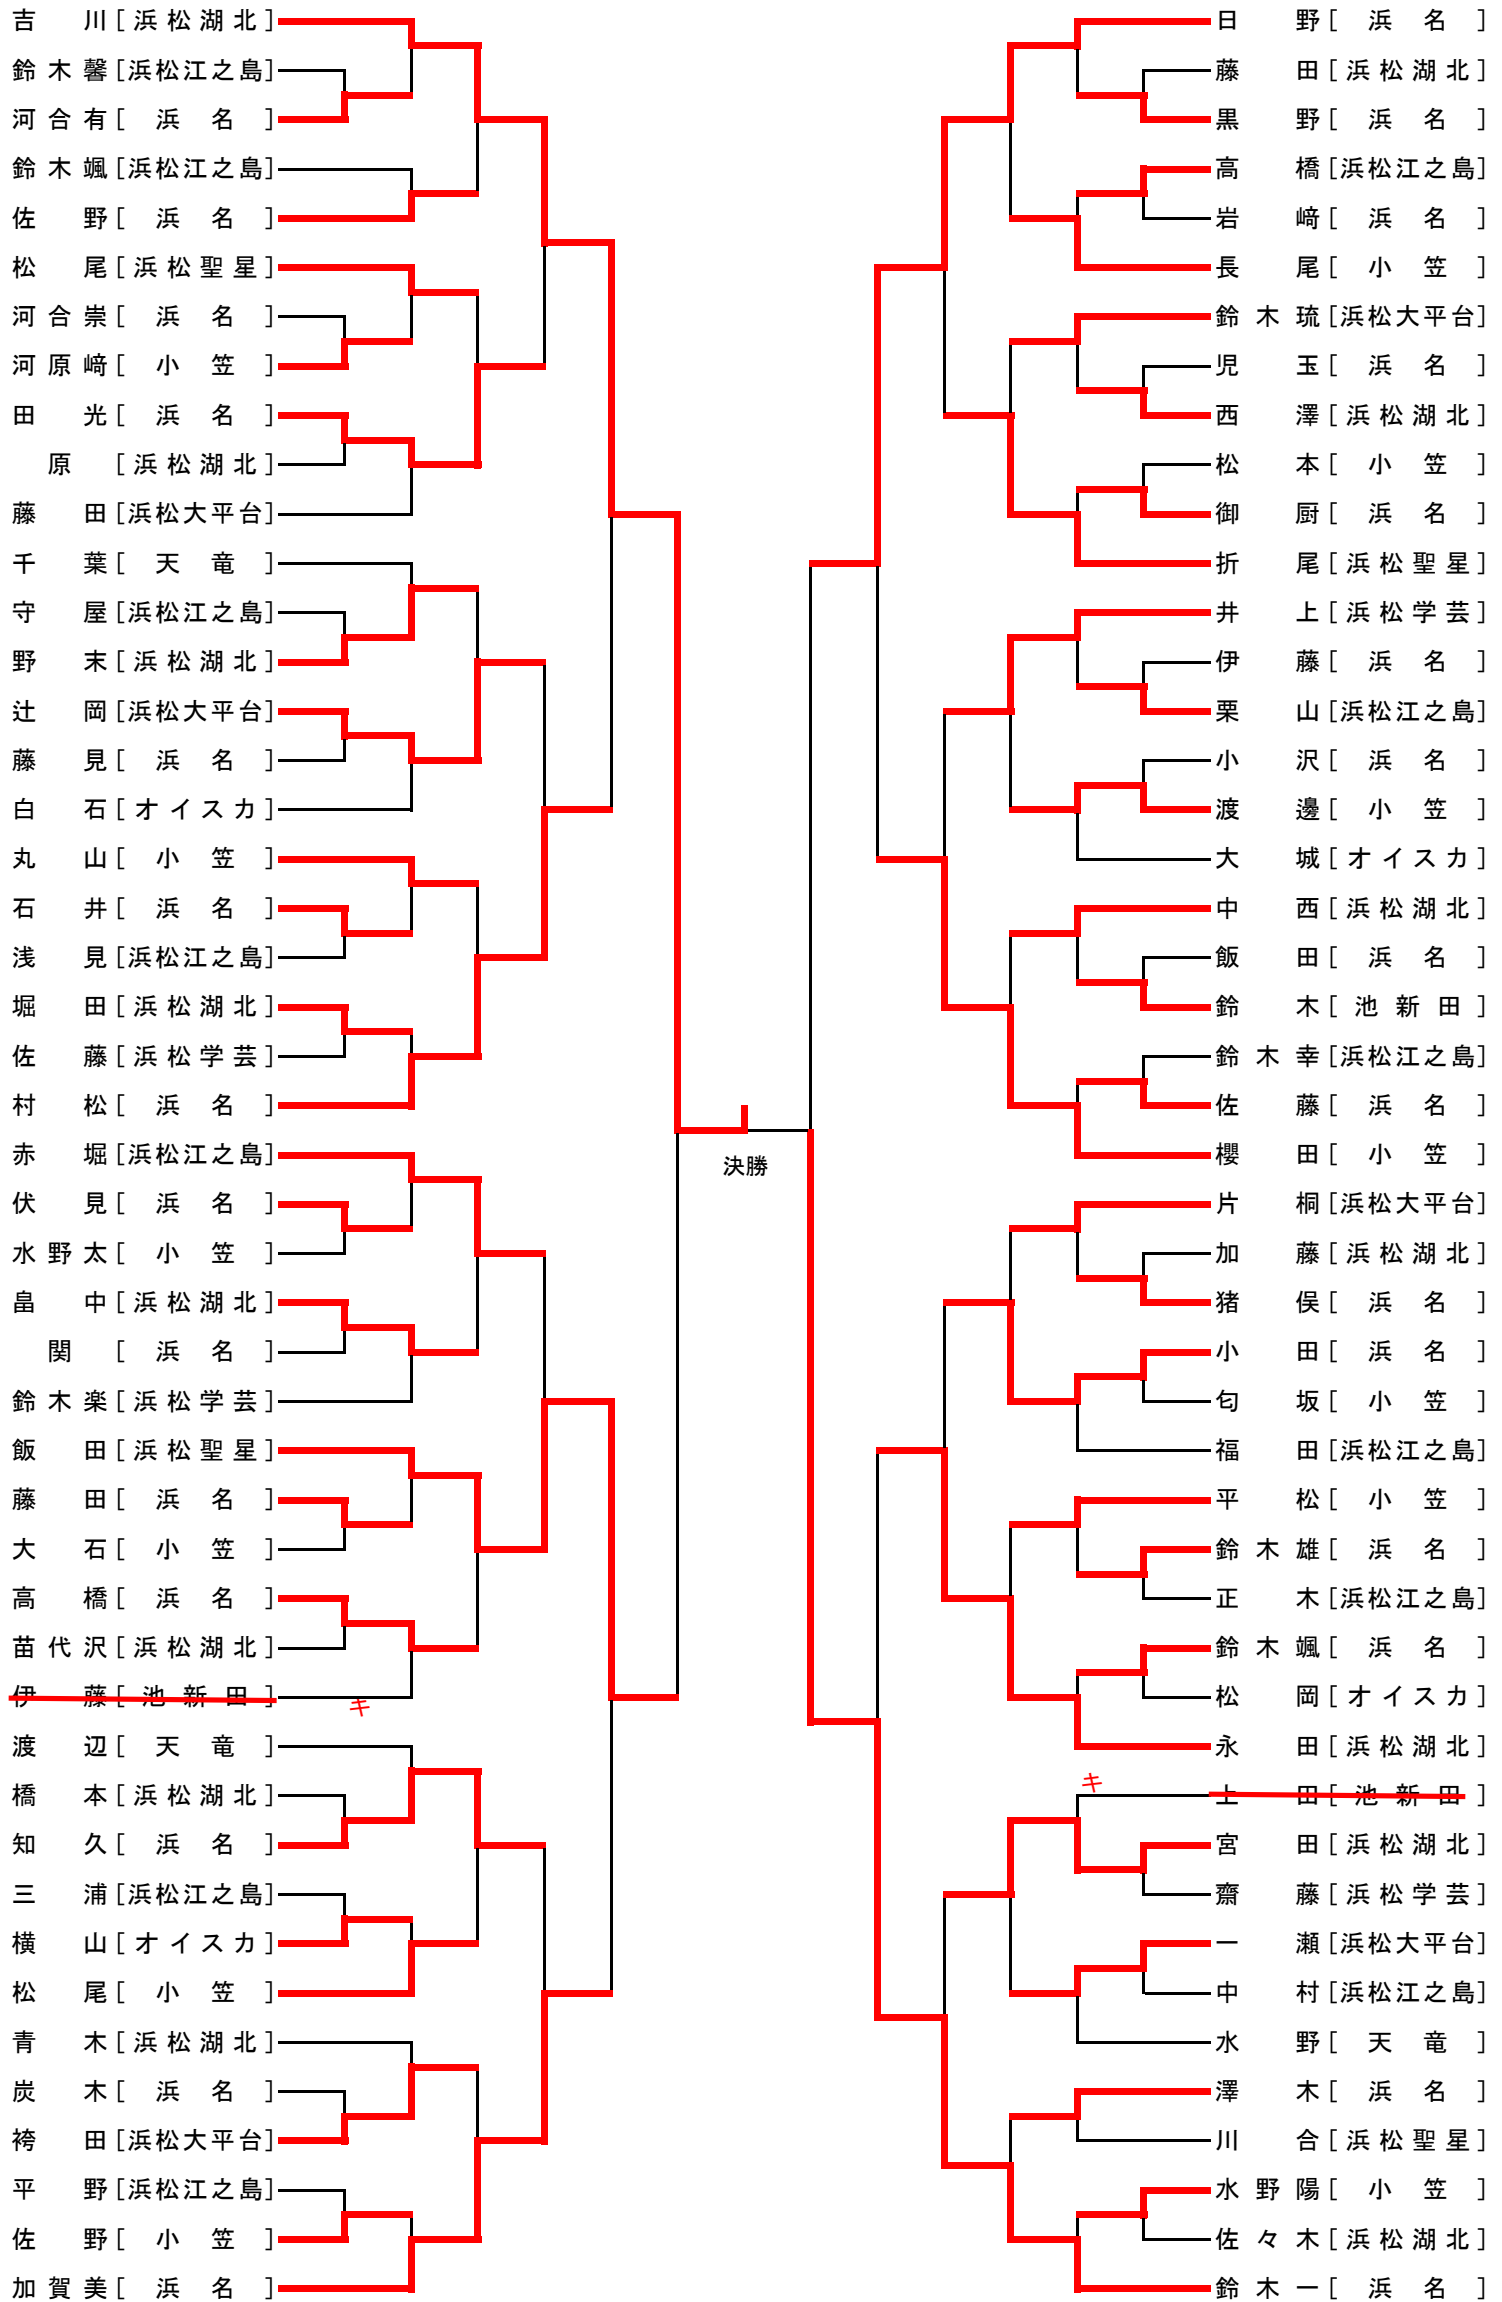 吉川[浜松湖北]
鈴木馨[浜松江之島]
河合有[浜名]
鈴木颯[浜松江之島]
佐野[浜名]
松尾[浜松聖星]
河合崇[浜名]
河原﨑[小笠]
田光[浜名]
原[浜松湖北]
藤田[浜松大平台]
千葉[天竜]
守屋[浜松江之島]
野末[浜松湖北]
辻岡[浜松大平台]
藤見[浜名]
白石[オイスカ]
丸山[小笠]
石井[浜名]
浅見[浜松江之島]
堀田[浜松湖北]
佐藤[浜松学芸]
村松[浜名]
赤堀[浜松江之島]
伏見[浜名]
水野太[小笠]
畠中[浜松湖北]
関[浜名]
鈴木楽[浜松学芸]
飯田[浜松聖星]
藤田[浜名]
大石[小笠]
高橋[浜名]
苗代沢[浜松湖北]
伊藤[池新田]
キ
渡辺[天竜]
橋本[浜松湖北]
知久[浜名]
三浦[浜松江之島]
横山[オイスカ]
松尾[小笠]
青木[浜松湖北]
炭木[浜名]
袴田[浜松大平台]
平野[浜松江之島]
佐野[小笠]
加賀美[浜名]
決勝
日野[浜名]
藤田[浜松湖北]
黒野[浜名]
高橋[浜松江之島]
岩﨑[浜名]
長尾[小笠]
鈴木琉[浜松大平台]
児玉[浜名]
西澤[浜松湖北]
松本[小笠]
御厨[浜名]
折尾[浜松聖星]
井上[浜松学芸]
伊藤[浜名]
栗山[浜松江之島]
小沢[浜名]
渡邊[小笠]
大城[オイスカ]
中西[浜松湖北]
飯田[浜名]
鈴木[池新田]
鈴木幸[浜松江之島]
佐藤[浜名]
櫻田[小笠]
片桐[浜松大平台]
加藤[浜松湖北]
猪俣[浜名]
小田[浜名]
匂坂[小笠]
福田[浜松江之島]
平松[小笠]
鈴木雄[浜名]
正木[浜松江之島]
鈴木颯[浜名]
松岡[オイスカ]
永田[浜松湖北]
キ
上田[池新田]
宮田[浜松湖北]
齋藤[浜松学芸]
一瀬[浜松大平台]
中村[浜松江之島]
水野[天竜]
澤木[浜名]
川合[浜松聖星]
水野陽[小笠]
佐々木[浜松湖北]
鈴木一[浜名]